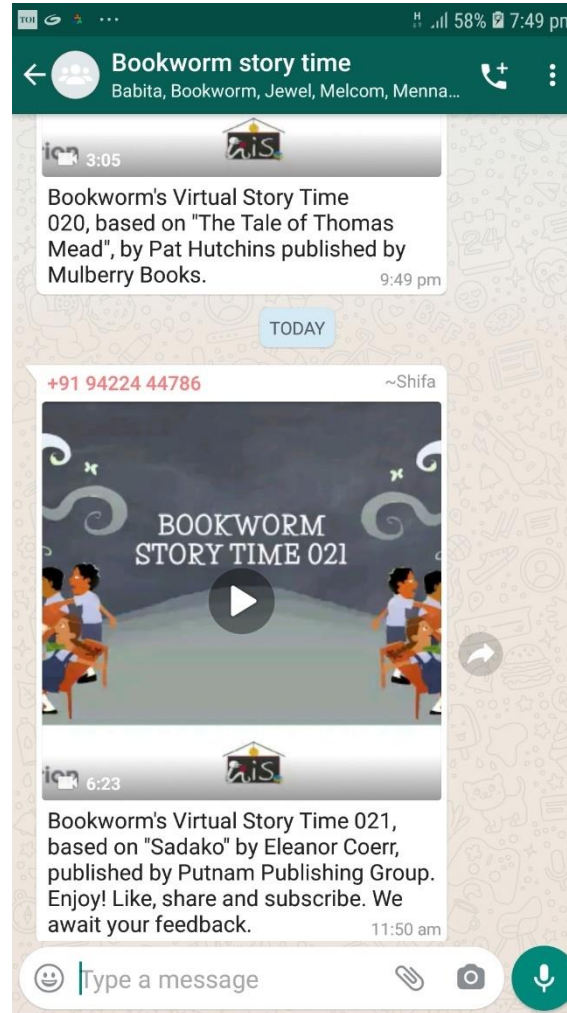 TOI ··· 58% 7:49 pm
Bookworm story time
Babita, Bookworm, Jewel, Melcom, Menna...
3:05
his
Bookworm's Virtual Story Time
020, based on "The Tale of Thomas
Mead", by Pat Hutchins published by
Mulberry Books.
9:49 pm
TODAY
+91 94224 44786 ~Shifa
BOOKWORM
STORY TIME 021
6:23
his
Bookworm's Virtual Story Time 021,
based on "Sadako" by Eleanor Coerr,
published by Putnam Publishing Group.
Enjoy! Like, share and subscribe. We
await your feedback.
11:50 am
Type a message